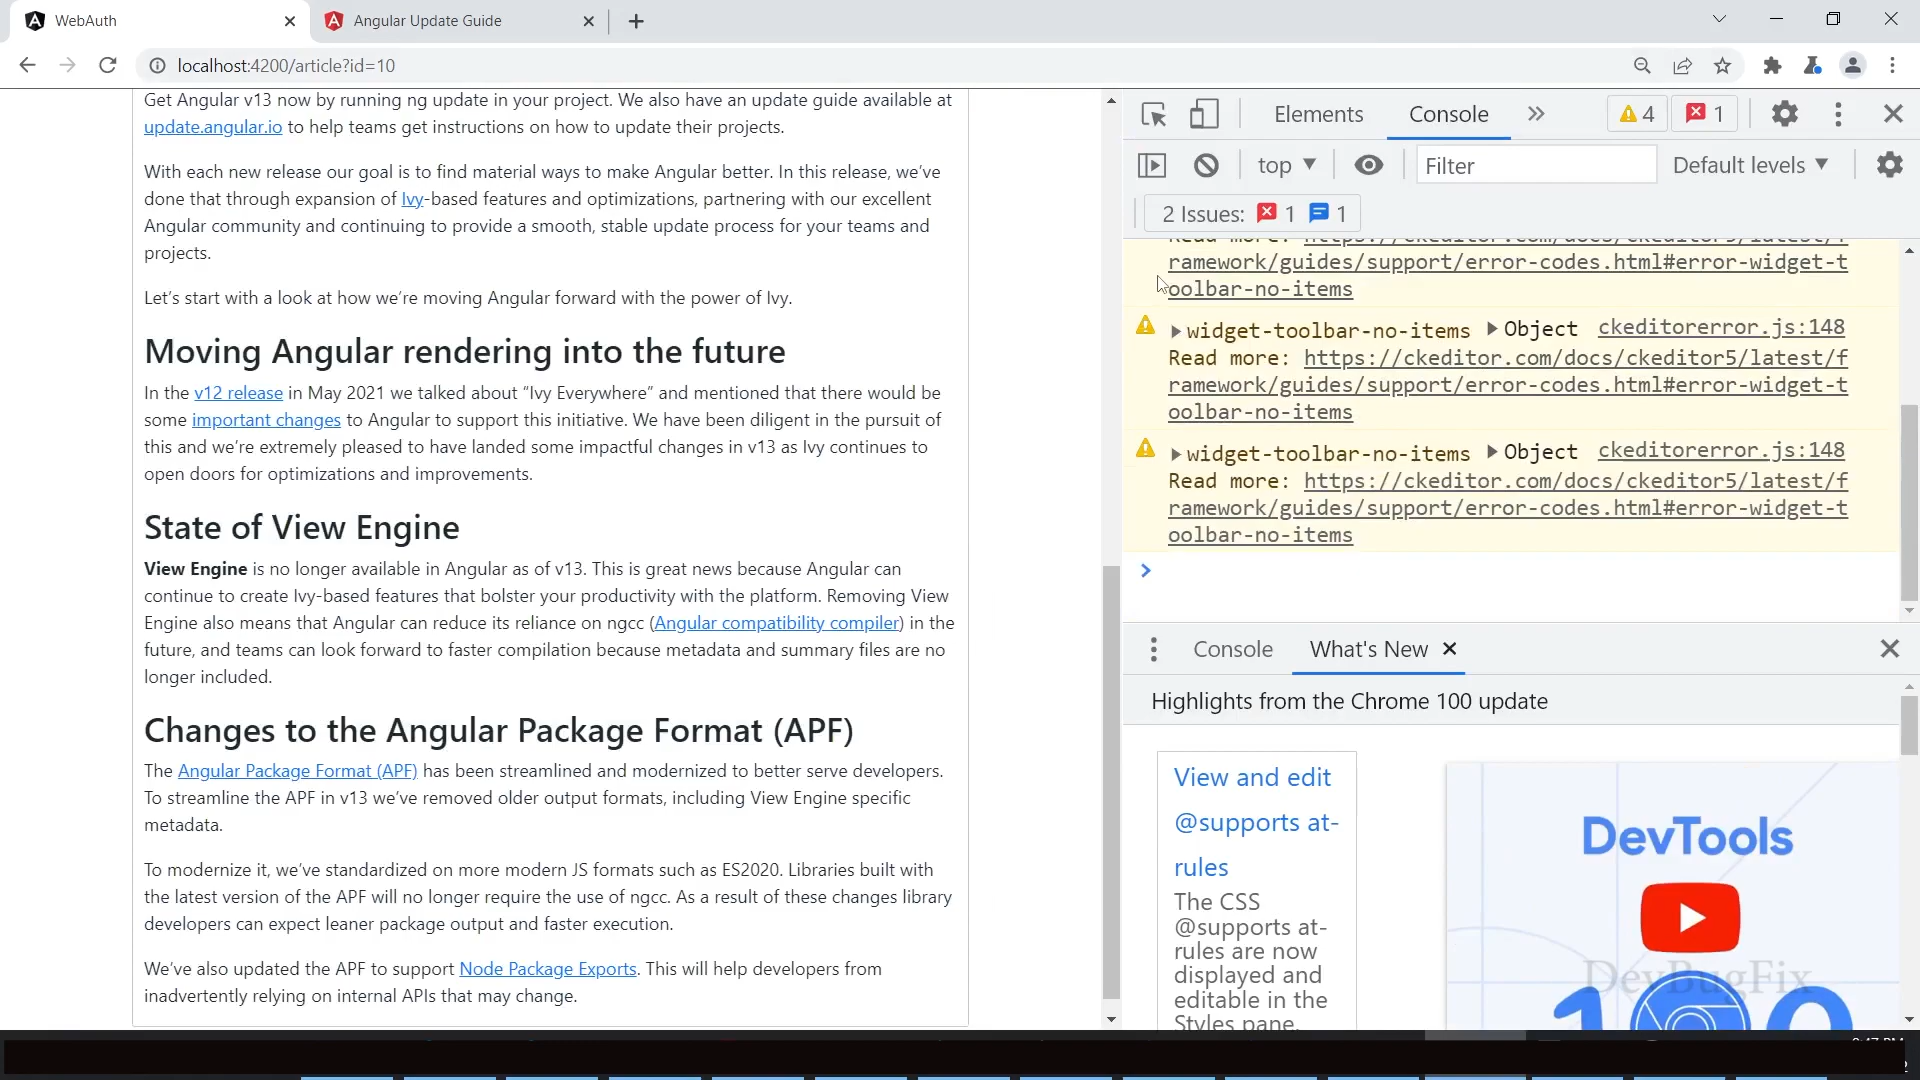 WebAuth
Angular Update Guide
localhost:4200/article?id=10
Get Angular v13 now by running ng update in your project. We also have an update guide available at
update.angular.io to help teams get instructions on how to update their projects.
With each new release our goal is to find material ways to make Angular better. In this release, we’ve
done that through expansion of Ivy-based features and optimizations, partnering with our excellent
Angular community and continuing to provide a smooth, stable update process for your teams and
projects.
Let’s start with a look at how we’re moving Angular forward with the power of Ivy.
Moving Angular rendering into the future
In the v12 release in May 2021 we talked about “Ivy Everywhere” and mentioned that there would be
some important changes to Angular to support this initiative. We have been diligent in the pursuit of
this and we’re extremely pleased to have landed some impactful changes in v13 as Ivy continues to
open doors for optimizations and improvements.
State of View Engine
View Engine is no longer available in Angular as of v13. This is great news because Angular can
continue to create Ivy-based features that bolster your productivity with the platform. Removing View
Engine also means that Angular can reduce its reliance on ngcc (Angular compatibility compiler) in the
future, and teams can look forward to faster compilation because metadata and summary files are no
longer included.
Changes to the Angular Package Format (APF)
The Angular Package Format (APF) has been streamlined and modernized to better serve developers.
To streamline the APF in v13 we’ve removed older output formats, including View Engine specific
metadata.
To modernize it, we’ve standardized on more modern JS formats such as ES2020. Libraries built with
the latest version of the APF will no longer require the use of ngcc. As a result of these changes library
developers can expect leaner package output and faster execution.
We’ve also updated the APF to support Node Package Exports. This will help developers from
inadvertently relying on internal APIs that may change.
Elements Console 4 1
top Filter Default levels
2 Issues: 1 1
Read more: https://ckeditor.com/docs/ckeditor5/latest/f
ramework/guides/support/error-codes.html#error-widget-t
oolbar-no-items
widget-toolbar-no-items Object ckeditorerror.js:148
Read more: https://ckeditor.com/docs/ckeditor5/latest/f
ramework/guides/support/error-codes.html#error-widget-t
oolbar-no-items
widget-toolbar-no-items Object ckeditorerror.js:148
Read more: https://ckeditor.com/docs/ckeditor5/latest/f
ramework/guides/support/error-codes.html#error-widget-t
oolbar-no-items
Console What's New
Highlights from the Chrome 100 update
View and edit
@supports at-
rules
The CSS
@supports at-
rules are now
displayed and
editable in the
Styles pane.
DevTools
DevBugFix
100